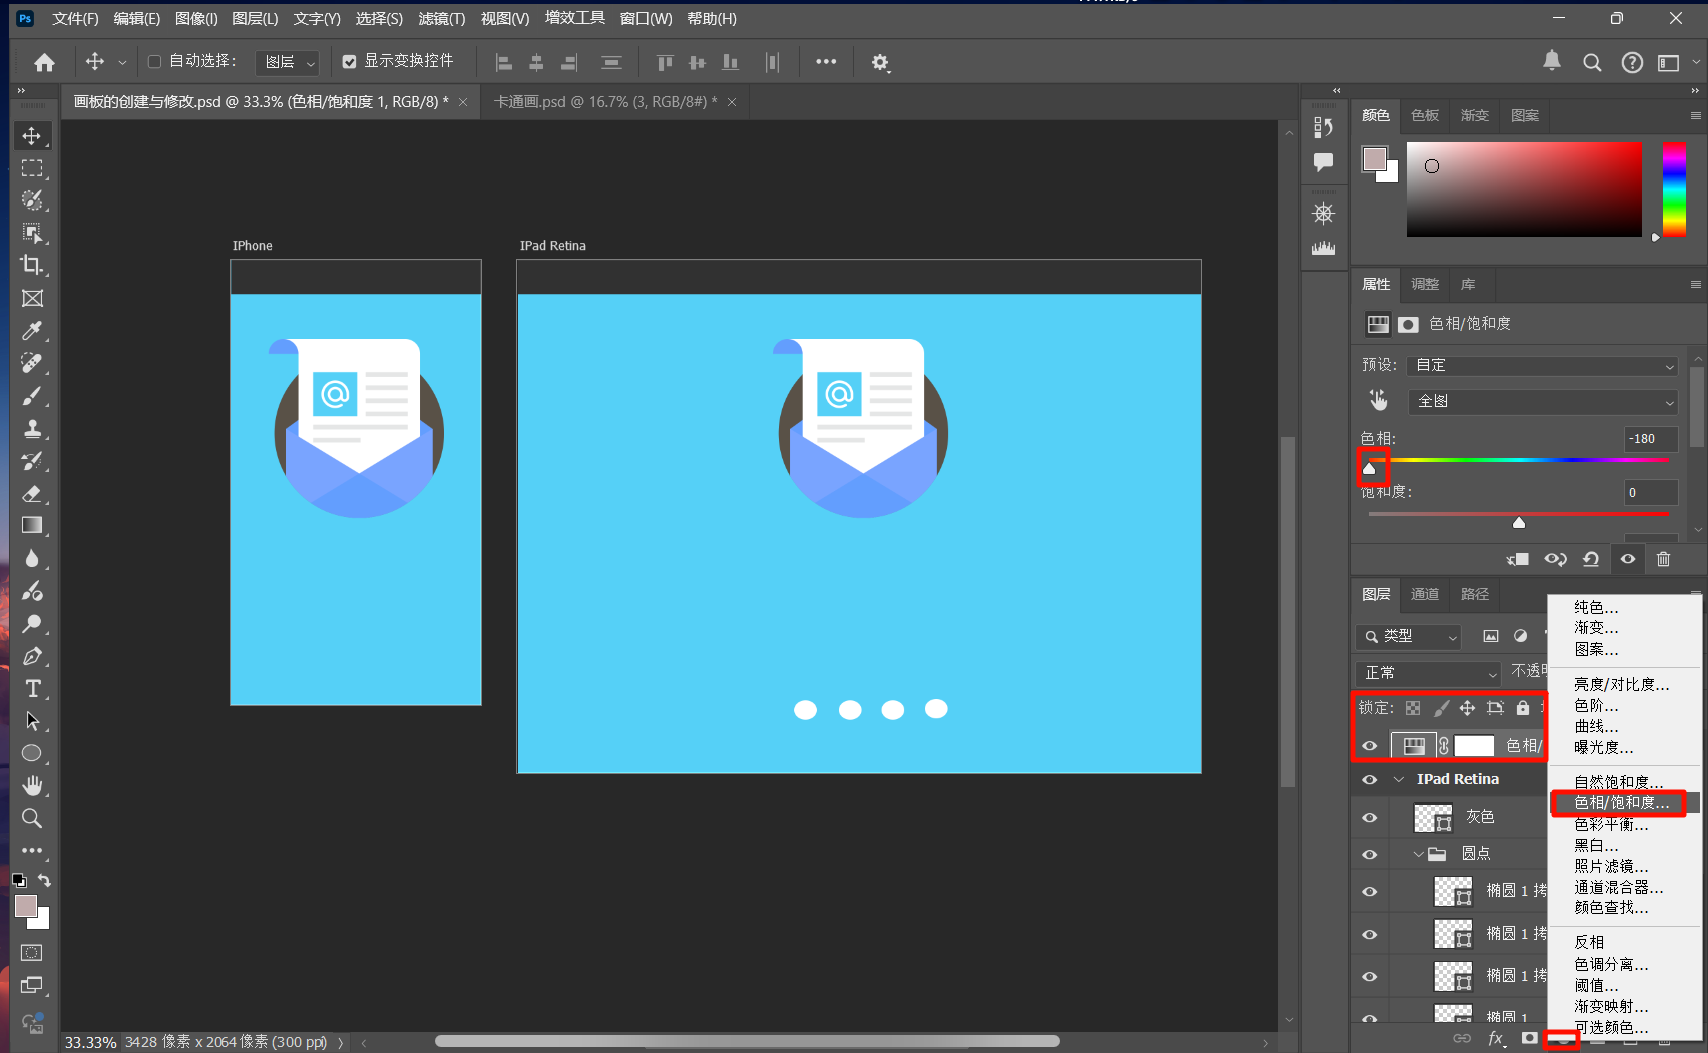 Ps 文件(F) 编辑(E) 图像(I) 图层(L) 文字(Y) 选择(S) 滤镜(T) 视图(V) 增效工具 窗口(W) 帮助(H)
自动选择: 图层 显示变换控件
画板的创建与修改.psd @ 33.3% (色相/饱和度 1, RGB/8) * ×
卡通画.psd @ 16.7% (3, RGB/8#) * ×
IPhone
IPad Retina
@
@
颜色 色板 渐变 图案
属性 调整 库
色相/饱和度
预设: 自定
全图
色相: -180
饱和度: 0
图层 通道 路径
类型
正常 不透明
锁定:
色相/
IPad Retina
灰色
圆点
椭圆 1 拷
椭圆 1 拷
椭圆 1 拷
椭圆 1
fx
纯色...
渐变...
图案...
亮度/对比度...
色阶...
曲线...
曝光度...
自然饱和度...
色相/饱和度...
色彩平衡...
黑白...
照片滤镜...
通道混合器...
颜色查找...
反相
色调分离...
阈值...
渐变映射...
可选颜色...
33.33% 3428 像素 x 2064 像素 (300 ppi)